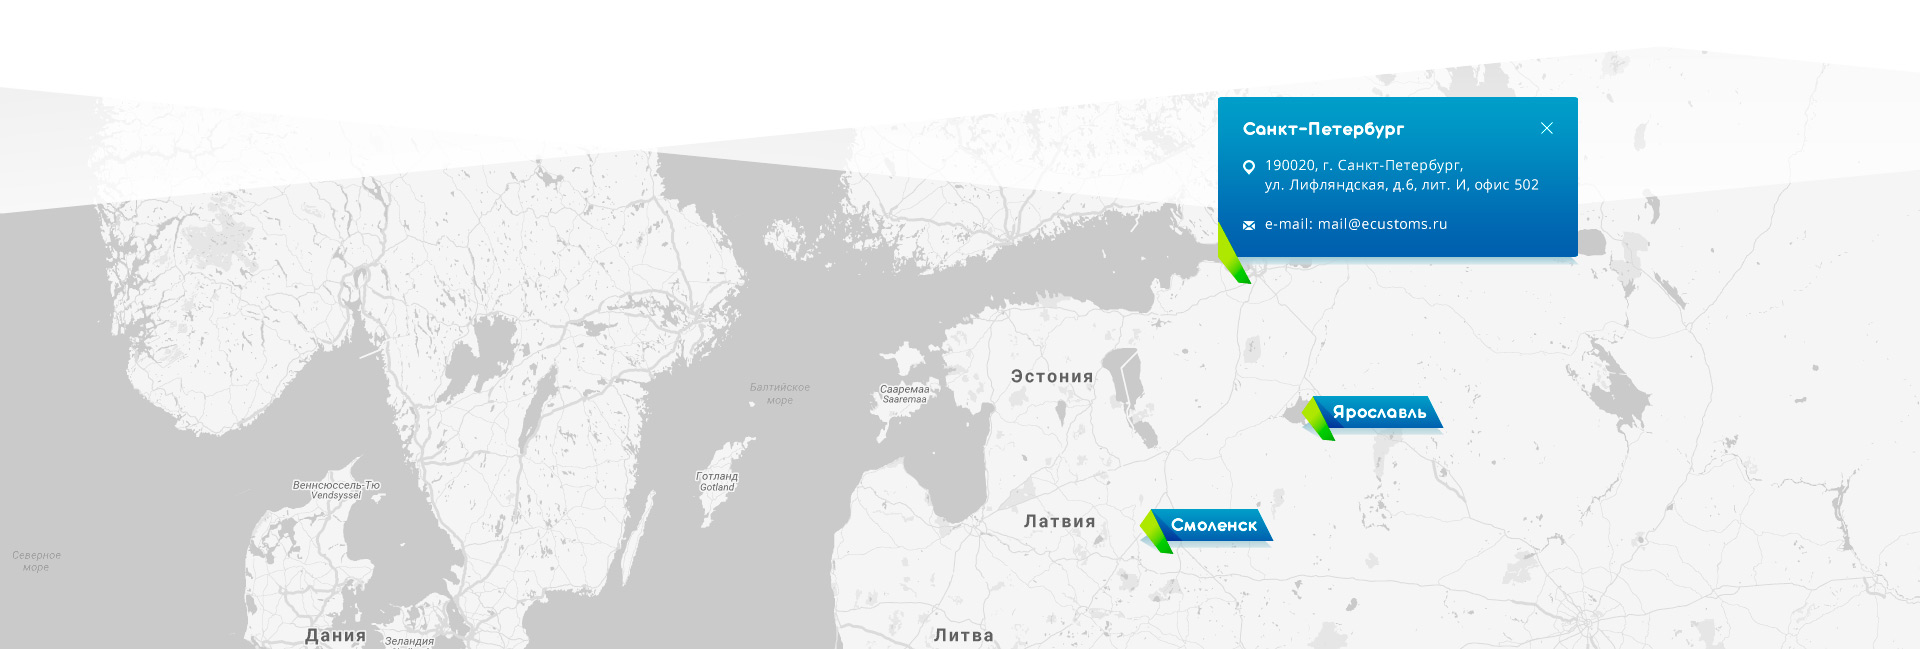 Санкт-Петербург
190020, г. Санкт-Петербург,
ул. Лифляндская, д.6, лит. И, офис 502
e-mail: mail@ecustoms.ru
Эстония
Балтийское
море
Сааремаа
Saaremaa
Ярославль
Готланд
Gotland
Веннсюссель-Тю
Vendsyssel
Латвия
Смоленск
Северное
море
Дания
Зеландия
Литва